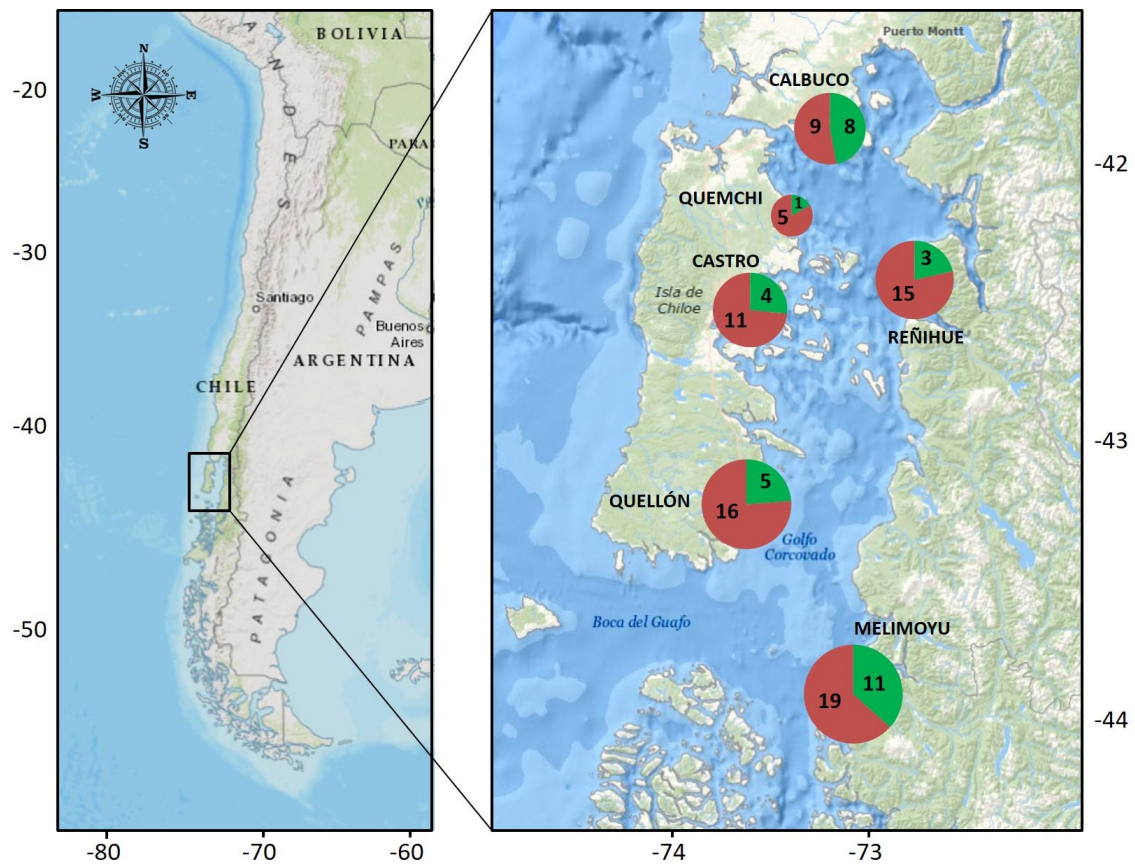 BOLIVIA
ANDES
N
W
E
S
PARA
PAMPAS
Santiago
Buenos
Aires
ARGENTINA
CHILE
PATAGONIA
-20
-30
-40
-50
-80
-70
-60
Puerto Montt
CALBUCO
9
8
QUEMCHI
5
1
CASTRO
Isla de
Chiloe
11
4
3
15
REÑIHUE
QUELLÓN
5
16
Golfo
Corcovado
Boca del Guafo
MELIMOYU
19
11
-42
-43
-44
-74
-73